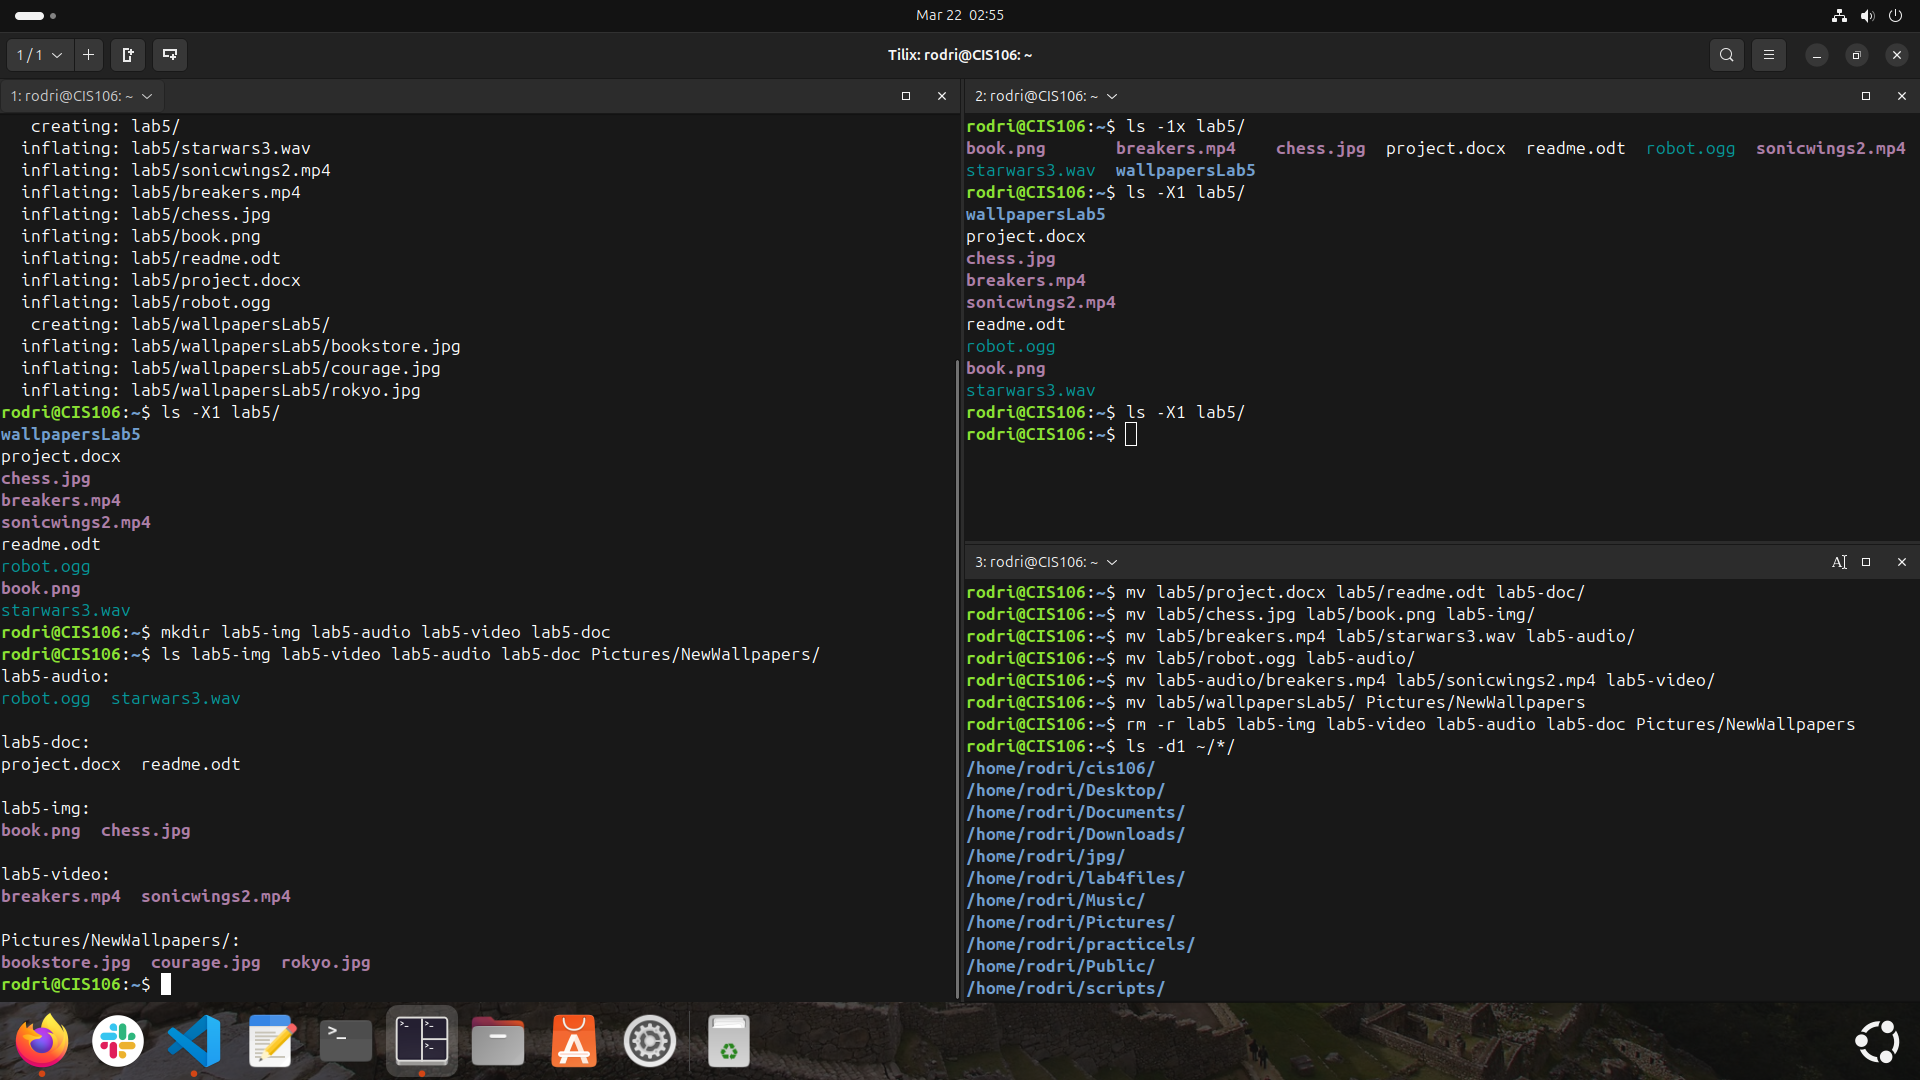 Mar 22  02:55
1 / 1
Tilix: rodri@CIS106: ~
1: rodri@CIS106: ~
   creating: lab5/
  inflating: lab5/starwars3.wav
  inflating: lab5/sonicwings2.mp4
  inflating: lab5/breakers.mp4
  inflating: lab5/chess.jpg
  inflating: lab5/book.png
  inflating: lab5/readme.odt
  inflating: lab5/project.docx
  inflating: lab5/robot.ogg
   creating: lab5/wallpapersLab5/
  inflating: lab5/wallpapersLab5/bookstore.jpg
  inflating: lab5/wallpapersLab5/courage.jpg
  inflating: lab5/wallpapersLab5/rokyo.jpg
rodri@CIS106:~$ ls -X1 lab5/
wallpapersLab5
project.docx
chess.jpg
breakers.mp4
sonicwings2.mp4
readme.odt
robot.ogg
book.png
starwars3.wav
rodri@CIS106:~$ mkdir lab5-img lab5-audio lab5-video lab5-doc
rodri@CIS106:~$ ls lab5-img lab5-video lab5-audio lab5-doc Pictures/NewWallpapers/
lab5-audio:
robot.ogg  starwars3.wav
lab5-doc:
project.docx  readme.odt
lab5-img:
book.png  chess.jpg
lab5-video:
breakers.mp4  sonicwings2.mp4
Pictures/NewWallpapers/:
bookstore.jpg  courage.jpg  rokyo.jpg
rodri@CIS106:~$
2: rodri@CIS106: ~
rodri@CIS106:~$ ls -1x lab5/
book.png       breakers.mp4    chess.jpg  project.docx  readme.odt  robot.ogg  sonicwings2.mp4
starwars3.wav  wallpapersLab5
rodri@CIS106:~$ ls -X1 lab5/
wallpapersLab5
project.docx
chess.jpg
breakers.mp4
sonicwings2.mp4
readme.odt
robot.ogg
book.png
starwars3.wav
rodri@CIS106:~$ ls -X1 lab5/
rodri@CIS106:~$
3: rodri@CIS106: ~
rodri@CIS106:~$ mv lab5/project.docx lab5/readme.odt lab5-doc/
rodri@CIS106:~$ mv lab5/chess.jpg lab5/book.png lab5-img/
rodri@CIS106:~$ mv lab5/breakers.mp4 lab5/starwars3.wav lab5-audio/
rodri@CIS106:~$ mv lab5/robot.ogg lab5-audio/
rodri@CIS106:~$ mv lab5-audio/breakers.mp4 lab5/sonicwings2.mp4 lab5-video/
rodri@CIS106:~$ mv lab5/wallpapersLab5/ Pictures/NewWallpapers
rodri@CIS106:~$ rm -r lab5 lab5-img lab5-video lab5-audio lab5-doc Pictures/NewWallpapers
rodri@CIS106:~$ ls -d1 ~/*/
/home/rodri/cis106/
/home/rodri/Desktop/
/home/rodri/Documents/
/home/rodri/Downloads/
/home/rodri/jpg/
/home/rodri/lab4files/
/home/rodri/Music/
/home/rodri/Pictures/
/home/rodri/practicels/
/home/rodri/Public/
/home/rodri/scripts/